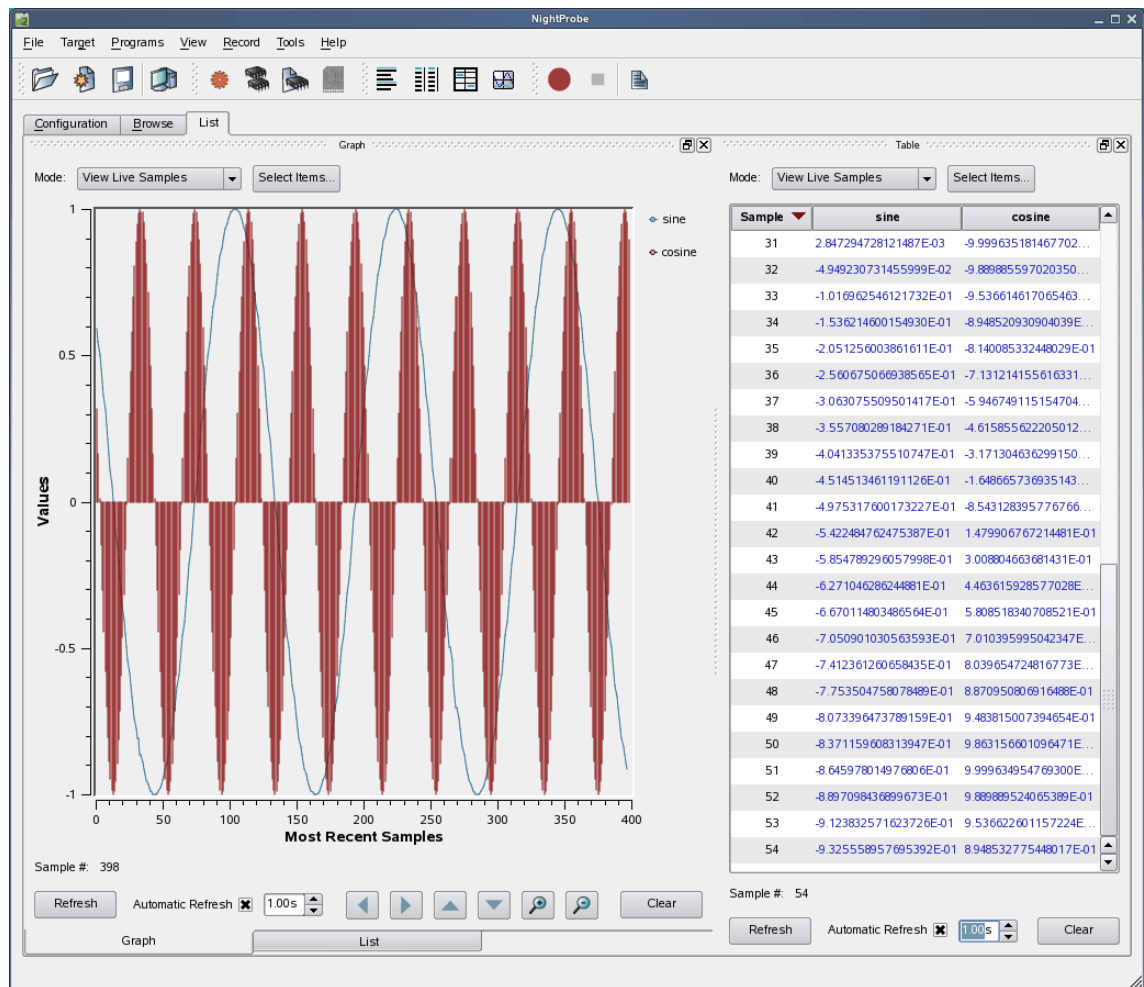 NightProbe
File Target Programs View Record Tools Help
Configuration Browse List
Graph
Mode: View Live Samples Select Items...
sine
cosine
1
0.5
0
-0.5
-1
Values
0 50 100 150 200 250 300 350 400
Most Recent Samples
Sample #: 398
Refresh Automatic Refresh 1.00s Clear
Graph List
Table
Mode: View Live Samples Select Items...
Sample sine cosine
31 2.847294728121487E-03 -9.999635181467702...
32 -4.949230731455999E-02 -9.889885597020350...
33 -1.016962546121732E-01 -9.536614617065463...
34 -1.536214600154930E-01 -8.948520930904039E...
35 -2.051256003861611E-01 -8.140085332448029E-01
36 -2.560675066938565E-01 -7.131214155616331...
37 -3.063075509501417E-01 -5.946749115154704...
38 -3.557080289184271E-01 -4.615855622205012...
39 -4.041335375510747E-01 -3.171304636299150...
40 -4.514513461191126E-01 -1.648665736935143...
41 -4.975317600173227E-01 -8.543128395776766...
42 -5.422484762475387E-01 1.479906767214481E-01
43 -5.854789296057998E-01 3.008804663681431E-01
44 -6.271046286244881E-01 4.463615928577028E...
45 -6.670114803486564E-01 5.808518340708521E-01
46 -7.050901030563593E-01 7.010395995042347E...
47 -7.412361260658435E-01 8.039654724816773E...
48 -7.753504758078489E-01 8.870950806916488E-01
49 -8.073396473789159E-01 9.483815007394654E-01
50 -8.371159608313947E-01 9.863156601096471E...
51 -8.645978014976806E-01 9.999634954769300E...
52 -8.897098436899673E-01 9.889889524065389E-01
53 -9.123832571623726E-01 9.536622601157224E...
54 -9.325558957695392E-01 8.948532775448017E-01
Sample #: 54
Refresh Automatic Refresh 1.00s Clear